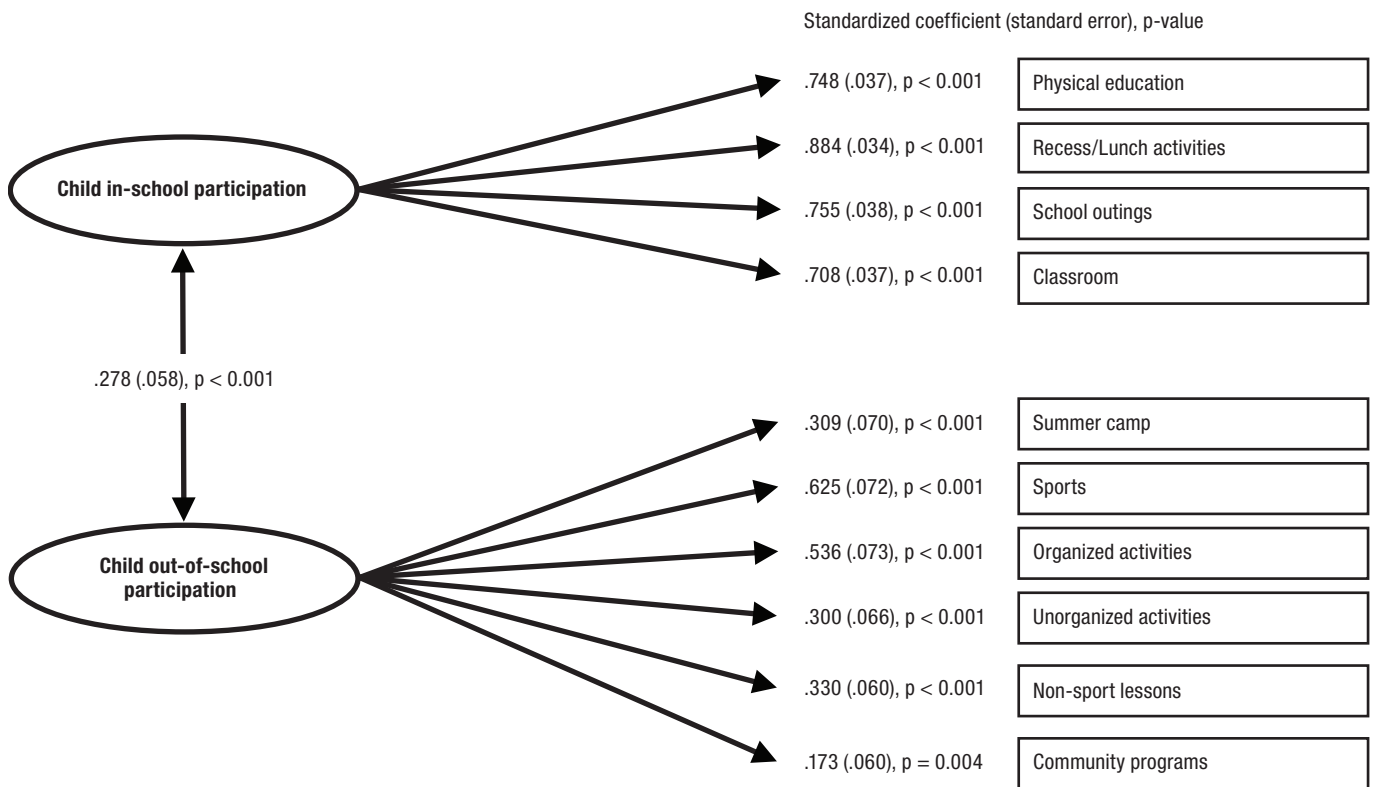 Standardized coefficient (standard error), p-value
.748 (.037), p < 0.001 Physical education
.884 (.034), p < 0.001 Recess/Lunch activities
Child in-school participation
.755 (.038), p < 0.001 School outings
.708 (.037), p < 0.001 Classroom
.278 (.058), p < 0.001
.309 (.070), p < 0.001 Summer camp
.625 (.072), p < 0.001 Sports
.536 (.073), p < 0.001 Organized activities
Child out-of-school
participation
.300 (.066), p < 0.001 Unorganized activities
.330 (.060), p < 0.001 Non-sport lessons
.173 (.060), p = 0.004 Community programs